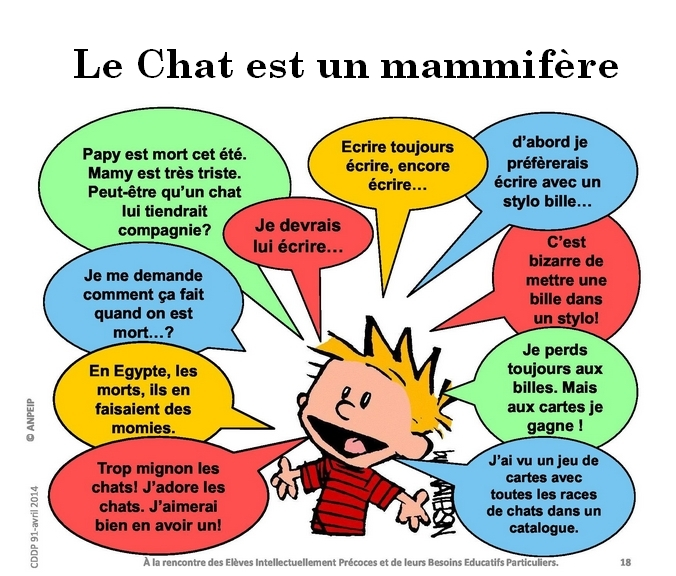 Le Chat est un mammifère
Papy est mort cet été.
Mamy est très triste.
Peut-être qu'un chat
lui tiendrait
compagnie?
Je devrais
lui écrire…
Ecrire toujours
écrire, encore
écrire…
d'abord je
préfèrerais
écrire avec un
stylo bille…
C'est
bizarre de
mettre une
bille dans
un stylo!
Je me demande
comment ça fait
quand on est
mort…?
En Egypte, les
morts, ils en
faisaient des
momies.
Trop mignon les
chats! J'adore les
chats. J'aimerai
bien en avoir un!
Je perds
toujours aux
billes. Mais
aux cartes je
gagne !
J'ai vu un jeu de
cartes avec
toutes les races
de chats dans un
catalogue.
CDDP 91-avril 2014
© ANPEIP
À la rencontre des Elèves Intellectuellement Précoces et de leurs Besoins Educatifs Particuliers.
18